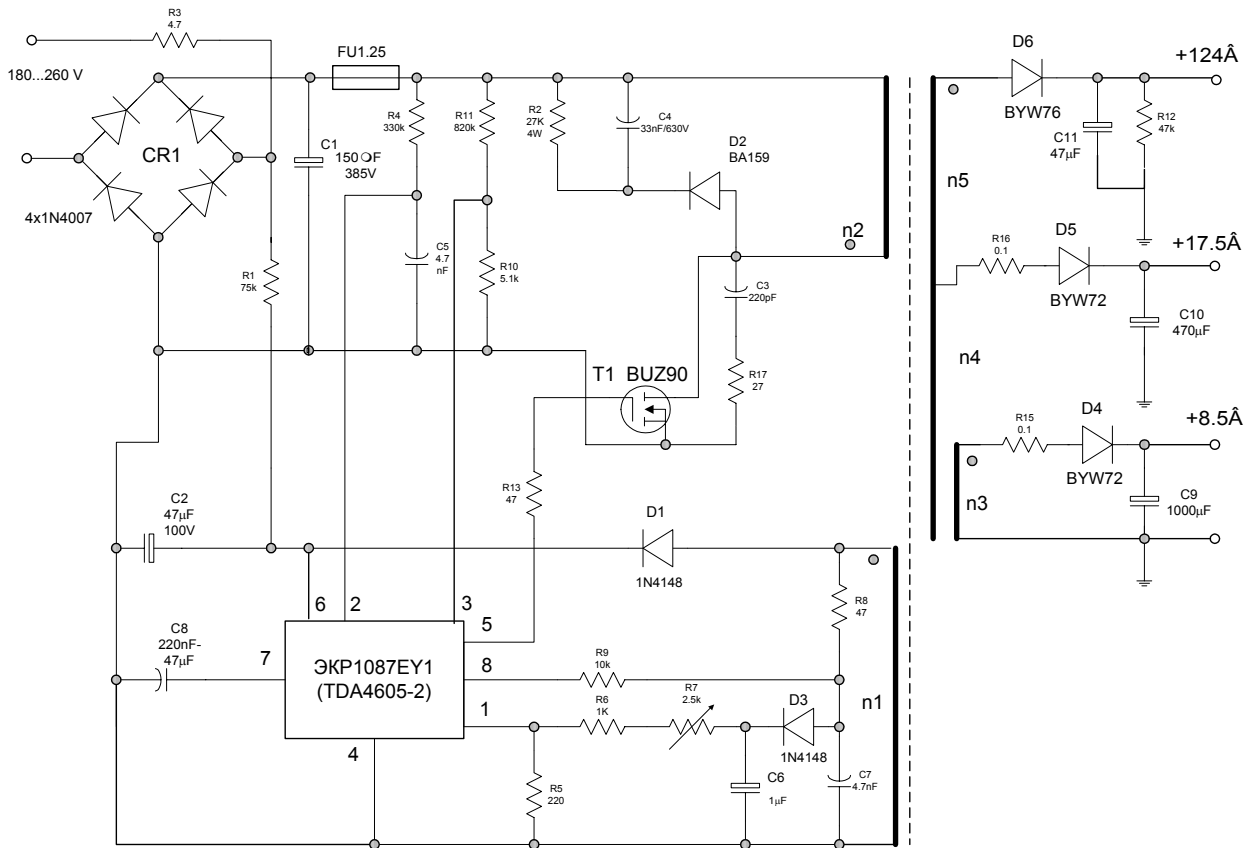 R3
4.7
180...260 V
FU1.25
CR1
4x1N4007
C1
150 F
385V
R4
330k
R11
820k
R2
27K
4W
C4
33nF/630V
D2
BA159
C5
4.7
nF
R10
5.1k
R1
75k
n2
C3
220pF
R17
27
T1 BUZ90
R13
47
D6
BYW76
+124Â
C11
47µF
R12
47k
n5
R16
0.1
D5
BYW72
+17.5Â
C10
470µF
n4
R15
0.1
D4
BYW72
+8.5Â
n3
C9
1000µF
C2
47µF
100V
D1
1N4148
6
2
3
5
8
1
7
4
C8
220nF-
47µF
ЭКР1087ЕУ1
(TDA4605-2)
R8
47
R9
10k
R6
1K
R7
2.5k
D3
1N4148
n1
R5
220
C6
1µF
C7
4.7nF